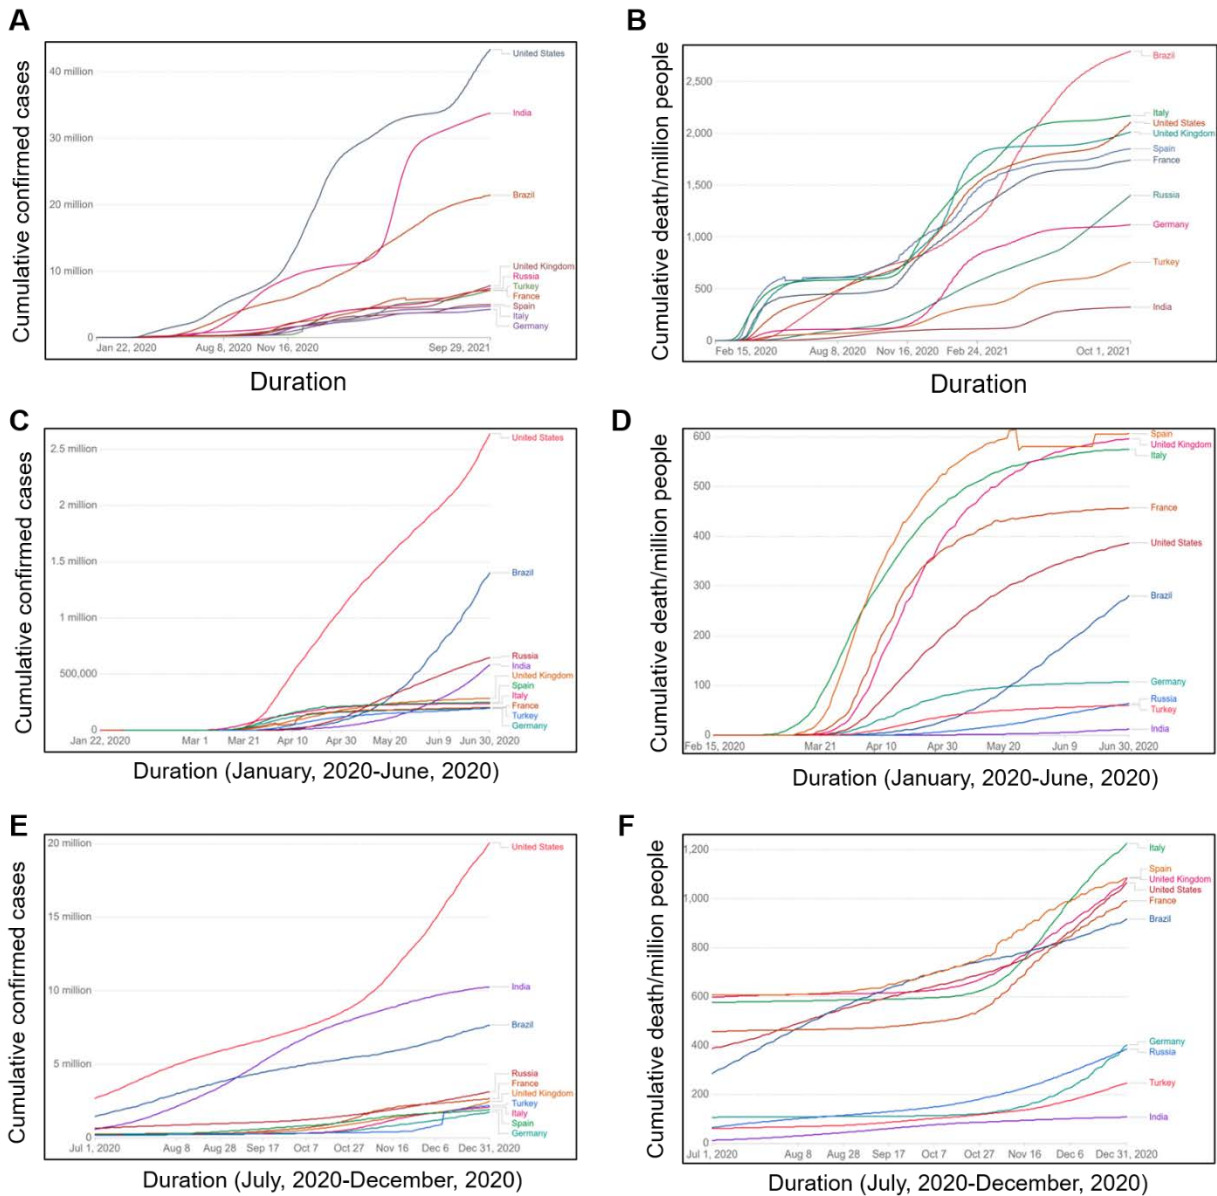 A
Cumulative confirmed cases
40 million
30 million
20 million
10 million
0
United States
India
Brazil
United Kingdom
Russia
Turkey
France
Spain
Italy
Germany
Jan 22, 2020 Aug 8, 2020 Nov 16, 2020 Sep 29, 2021
Duration
B
Cumulative death/million people
2,500
2,000
1,500
1,000
500
0
Brazil
Italy
United States
United Kingdom
Spain
France
Russia
Germany
Turkey
India
Feb 15, 2020 Aug 8, 2020 Nov 16, 2020 Feb 24, 2021 Oct 1, 2021
Duration
C
Cumulative confirmed cases
2.5 million
2 million
1.5 million
1 million
500,000
0
United States
Brazil
Russia
India
United Kingdom
Spain
Italy
France
Turkey
Germany
Jan 22, 2020 Mar 1 Mar 21 Apr 10 Apr 30 May 20 Jun 9 Jun 30, 2020
Duration (January, 2020-June, 2020)
D
Cumulative death/million people
600
500
400
300
200
100
0
Spain
United Kingdom
Italy
France
United States
Brazil
Germany
Russia
Turkey
India
Feb 15, 2020 Mar 21 Apr 10 Apr 30 May 20 Jun 9 Jun 30, 2020
Duration (January, 2020-June, 2020)
E
Cumulative confirmed cases
20 million
15 million
10 million
5 million
0
United States
India
Brazil
Russia
France
United Kingdom
Turkey
Italy
Spain
Germany
Jul 1, 2020 Aug 8 Aug 28 Sep 17 Oct 7 Oct 27 Nov 16 Dec 6 Dec 31, 2020
Duration (July, 2020-December, 2020)
F
Cumulative death/million people
1,200
1,000
800
600
400
200
0
Italy
Spain
United Kingdom
United States
France
Brazil
Germany
Russia
Turkey
India
Jul 1, 2020 Aug 8 Aug 28 Sep 17 Oct 7 Oct 27 Nov 16 Dec 6 Dec 31, 2020
Duration (July, 2020-December, 2020)